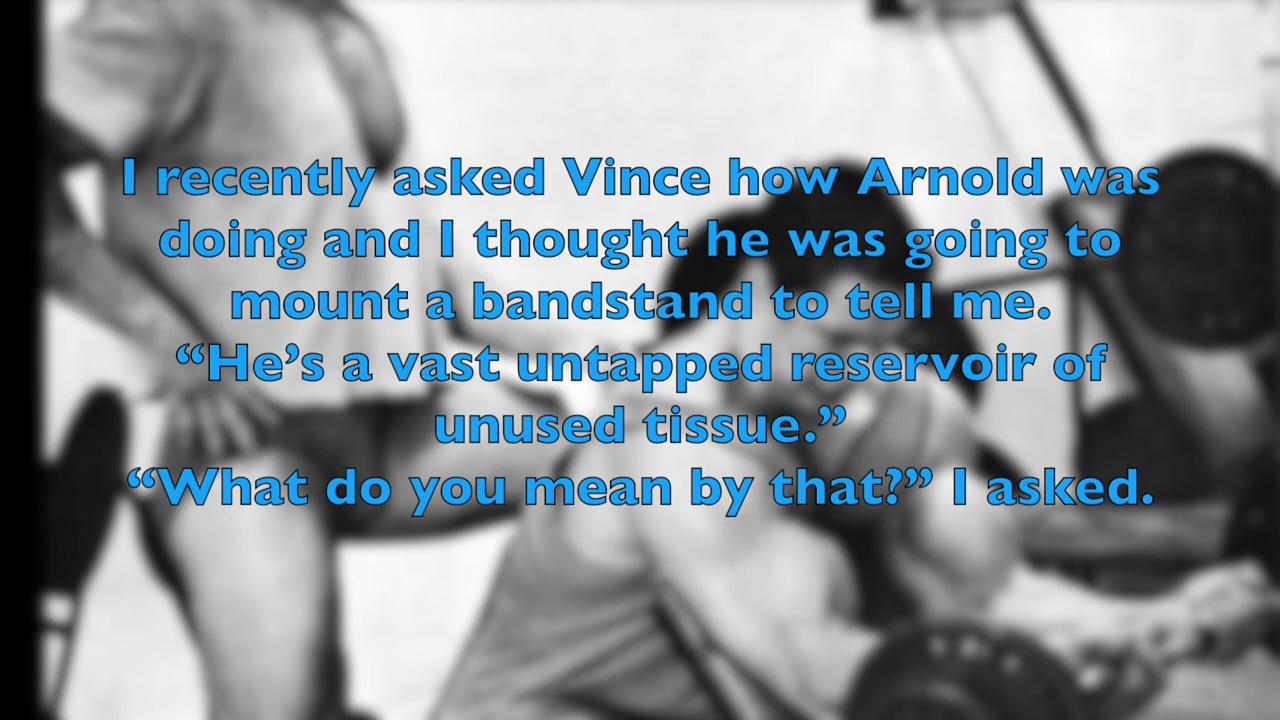 I recently asked Vince how Arnold was
doing and I thought he was going to
mount a bandstand to tell me.
“He’s a vast untapped reservoir of
unused tissue.”
“What do you mean by that?” I asked.